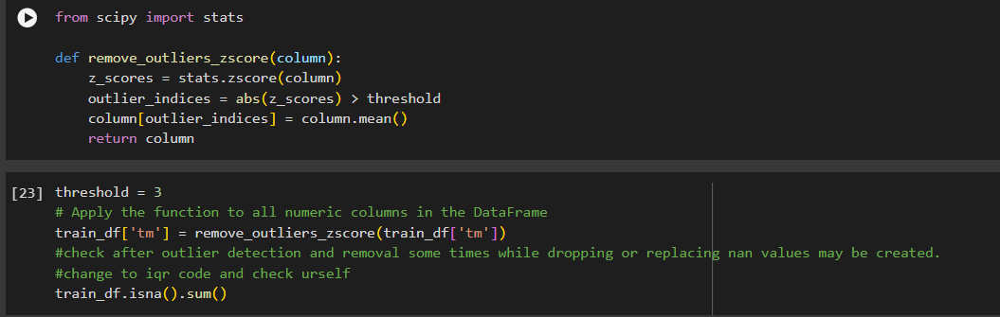 from scipy import stats
def remove_outliers_zscore(column):
z_scores = stats.zscore(column)
outlier_indices = abs(z_scores) > threshold
column[outlier_indices] = column.mean()
return column
[23] threshold = 3
# Apply the function to all numeric columns in the DataFrame
train_df['tm'] = remove_outliers_zscore(train_df['tm'])
#check after outlier detection and removal some times while dropping or replacing nan values may be created.
#change to iqr code and check urself
train_df.isna().sum()